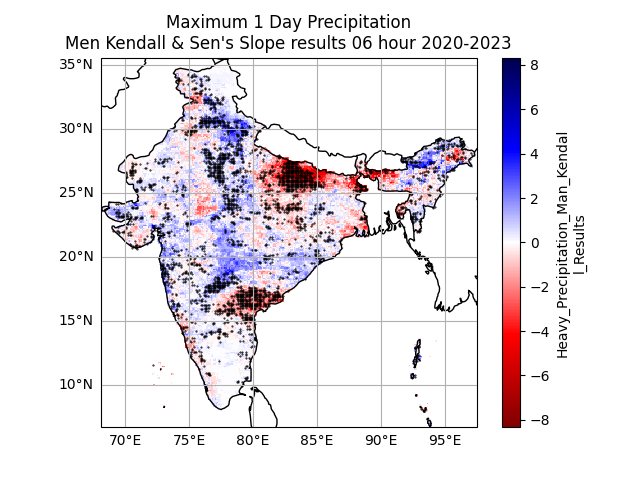 Maximum 1 Day Precipitation
Men Kendall & Sen's Slope results 06 hour 2020-2023
35°N
30°N
25°N
20°N
15°N
10°N
70°E 75°E 80°E 85°E 90°E 95°E
8
6
4
2
0
−2
−4
−6
−8
Heavy_Precipitation_Man_Kendal
l_Results